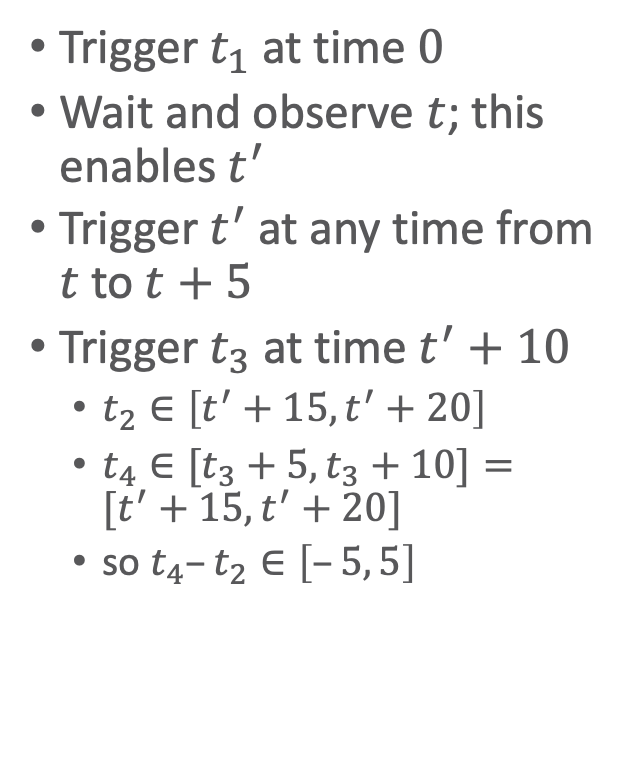 • Trigger t₁ at time 0
• Wait and observe t; this
enables t′
• Trigger t′ at any time from
t to t + 5
• Trigger t₃ at time t′ + 10
• t₂ ∈ [t′ + 15, t′ + 20]
• t₄ ∈ [t₃ + 5, t₃ + 10] =
[t′ + 15, t′ + 20]
• so t₄– t₂ ∈ [– 5, 5]